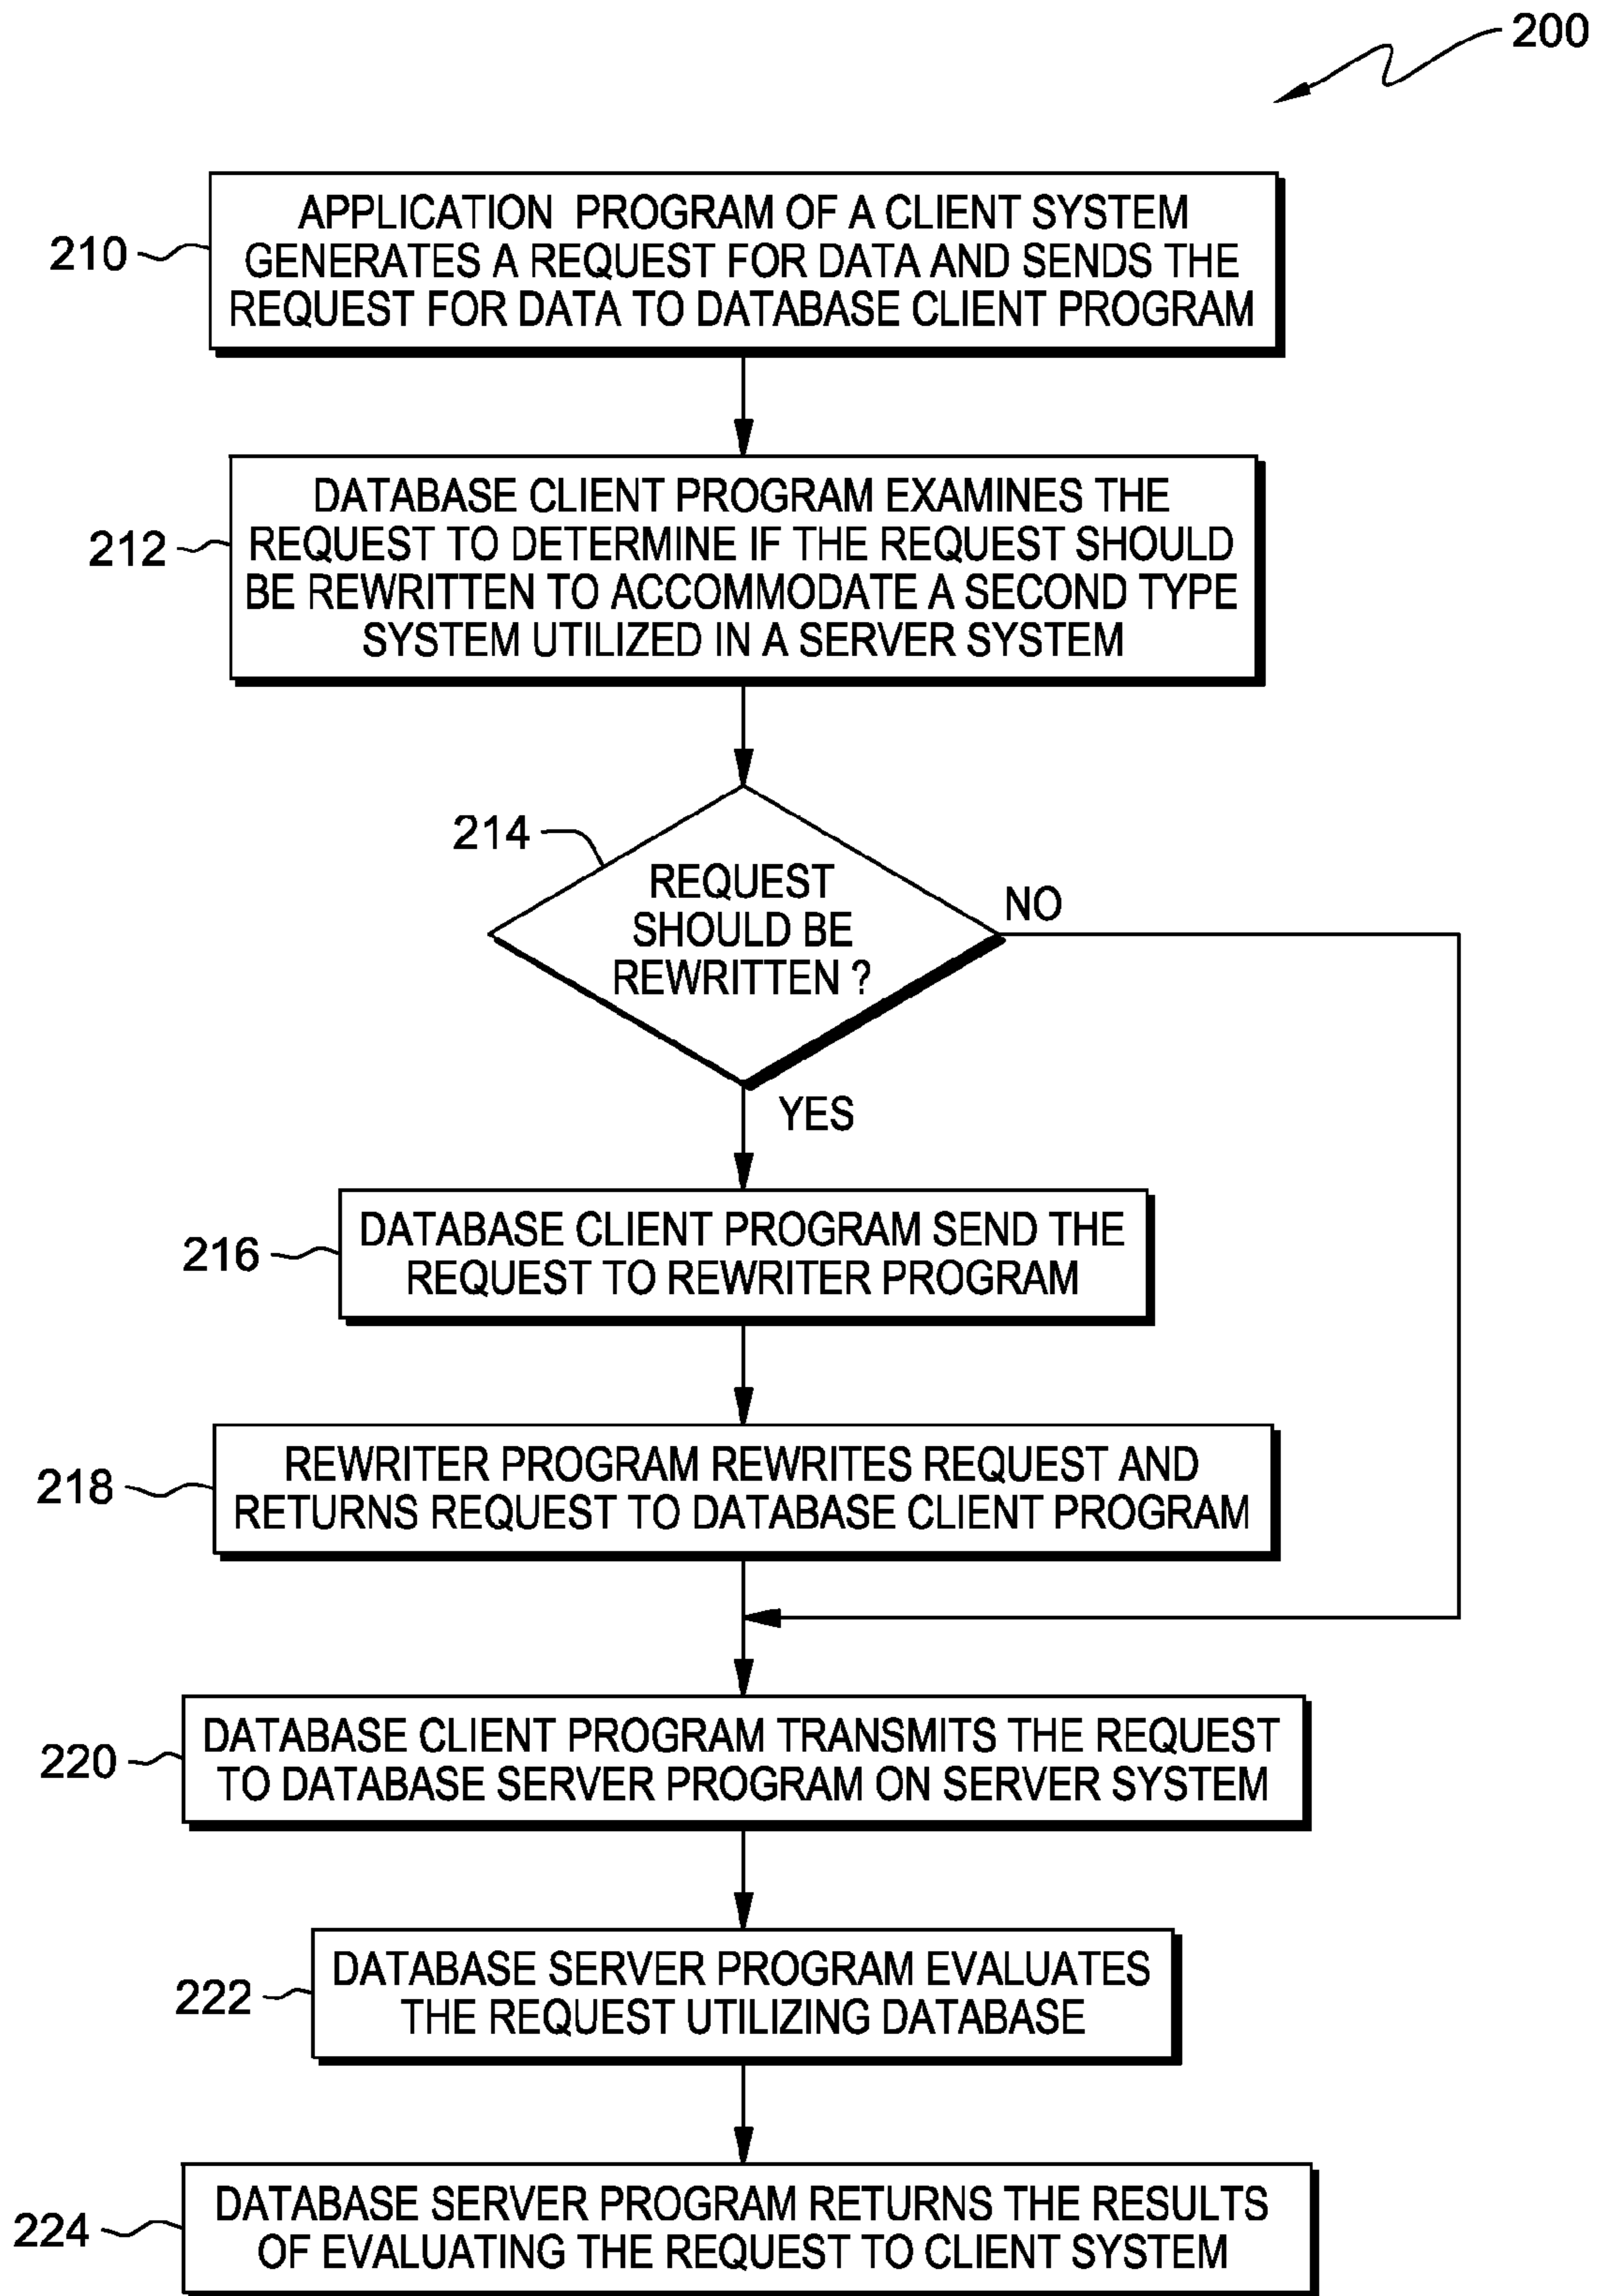 200
210
APPLICATION PROGRAM OF A CLIENT SYSTEM
GENERATES A REQUEST FOR DATA AND SENDS THE
REQUEST FOR DATA TO DATABASE CLIENT PROGRAM
212
DATABASE CLIENT PROGRAM EXAMINES THE
REQUEST TO DETERMINE IF THE REQUEST SHOULD
BE REWRITTEN TO ACCOMMODATE A SECOND TYPE
SYSTEM UTILIZED IN A SERVER SYSTEM
214
REQUEST
SHOULD BE
REWRITTEN ?
NO
YES
216
DATABASE CLIENT PROGRAM SEND THE
REQUEST TO REWRITER PROGRAM
218
REWRITER PROGRAM REWRITES REQUEST AND
RETURNS REQUEST TO DATABASE CLIENT PROGRAM
220
DATABASE CLIENT PROGRAM TRANSMITS THE REQUEST
TO DATABASE SERVER PROGRAM ON SERVER SYSTEM
222
DATABASE SERVER PROGRAM EVALUATES
THE REQUEST UTILIZING DATABASE
224
DATABASE SERVER PROGRAM RETURNS THE RESULTS
OF EVALUATING THE REQUEST TO CLIENT SYSTEM